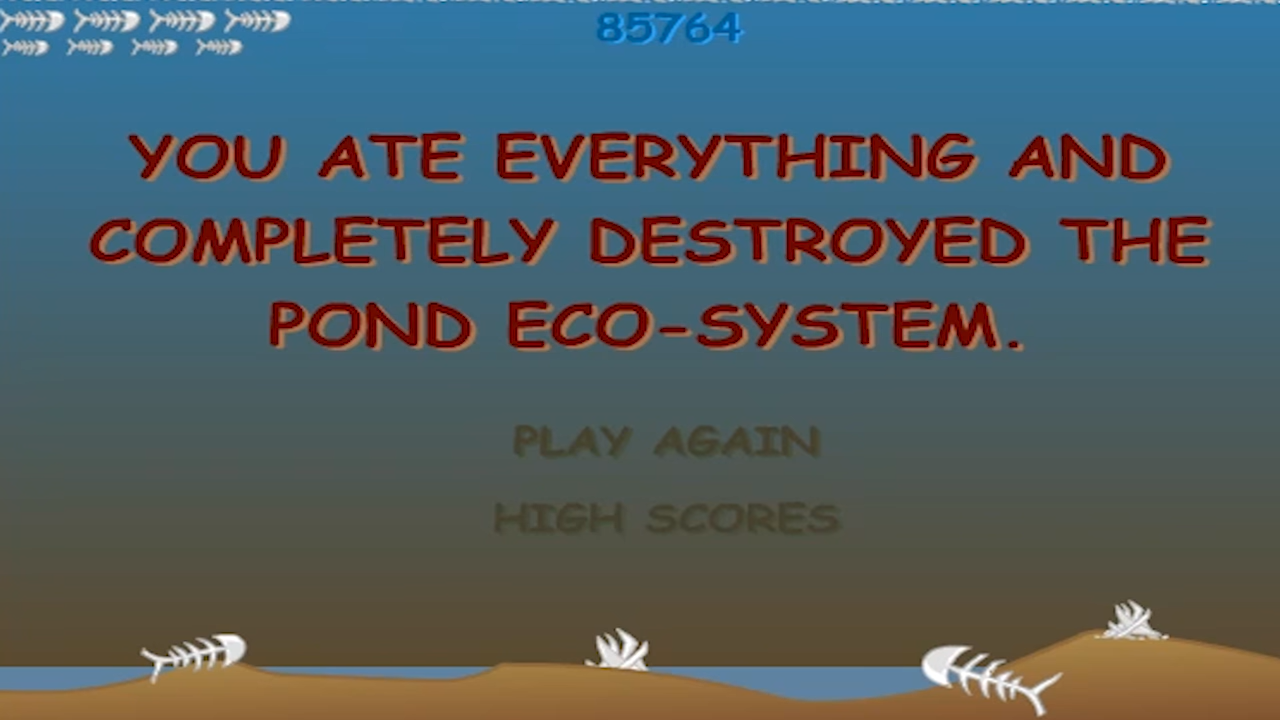 85764
YOU ATE EVERYTHING AND
COMPLETELY DESTROYED THE
POND ECO-SYSTEM.
PLAY AGAIN
HIGH SCORES